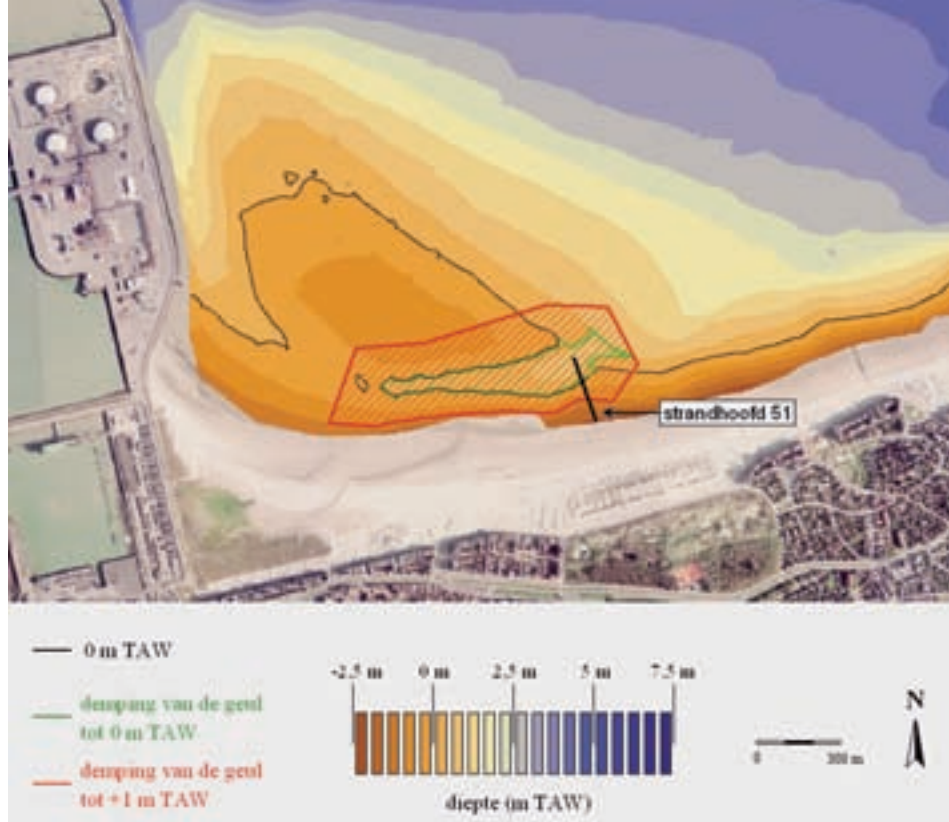 strandhoofd 51
0 m TAW
demping van de geul
tot 0 m TAW
demping van de geul
tot +1 m TAW
-2.5 m 0 m 2.5 m 5 m 7.5 m
diepte (m TAW)
0 300 m
N